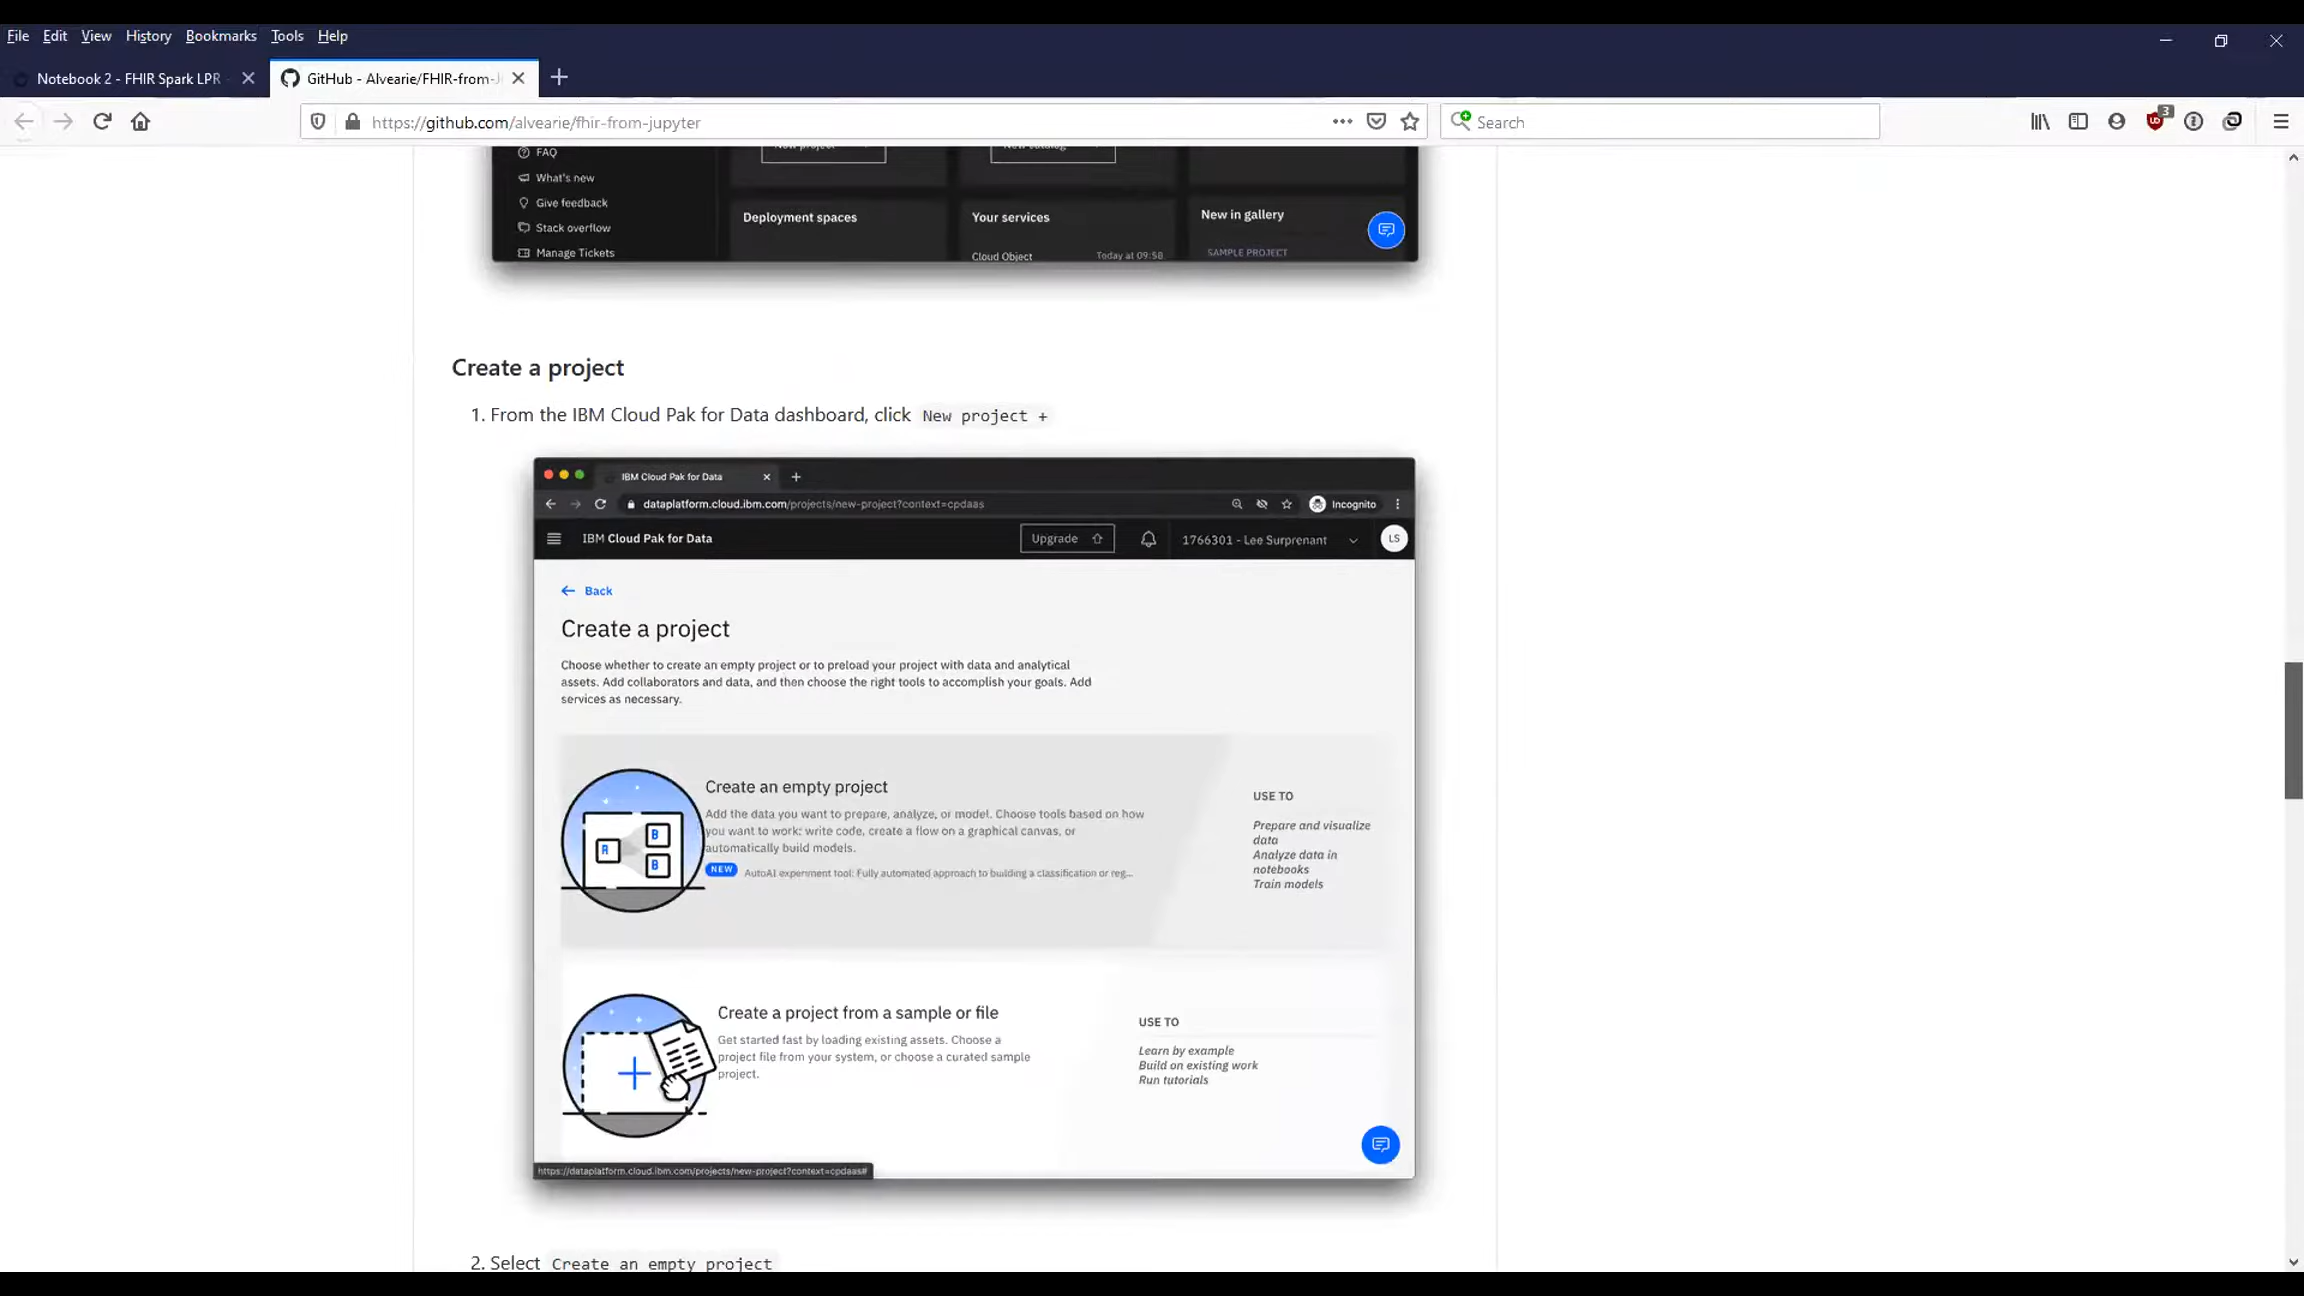 File Edit View History Bookmarks Tools Help
Notebook 2 - FHIR Spark LPR
GitHub - Alvearie/FHIR-from-J
https://github.com/alvearie/fhir-from-jupyter
Search
3
FAQ
What's new
Give feedback
Stack overflow
Manage Tickets
New project
New catalog
Deployment spaces
Your services
New in gallery
Cloud Object
Today at 09:58
SAMPLE PROJECT
Create a project
1. From the IBM Cloud Pak for Data dashboard, click New project +
IBM Cloud Pak for Data
dataplatform.cloud.ibm.com/projects/new-project?context=cpdaas
Incognito
IBM Cloud Pak for Data
Upgrade
1766301 - Lee Surprenant
LS
Back
Create a project
Choose whether to create an empty project or to preload your project with data and analytical
assets. Add collaborators and data, and then choose the right tools to accomplish your goals. Add
services as necessary.
Create an empty project
Add the data you want to prepare, analyze, or model. Choose tools based on how
you want to work: write code, create a flow on a graphical canvas, or
automatically build models.
NEW AutoAI experiment tool: Fully automated approach to building a classification or reg...
A
B
B
USE TO
Prepare and visualize
data
Analyze data in
notebooks
Train models
Create a project from a sample or file
Get started fast by loading existing assets. Choose a
project file from your system, or choose a curated sample
project.
USE TO
Learn by example
Build on existing work
Run tutorials
https://dataplatform.cloud.ibm.com/projects/new-project?context=cpdaas#
2. Select Create an empty project